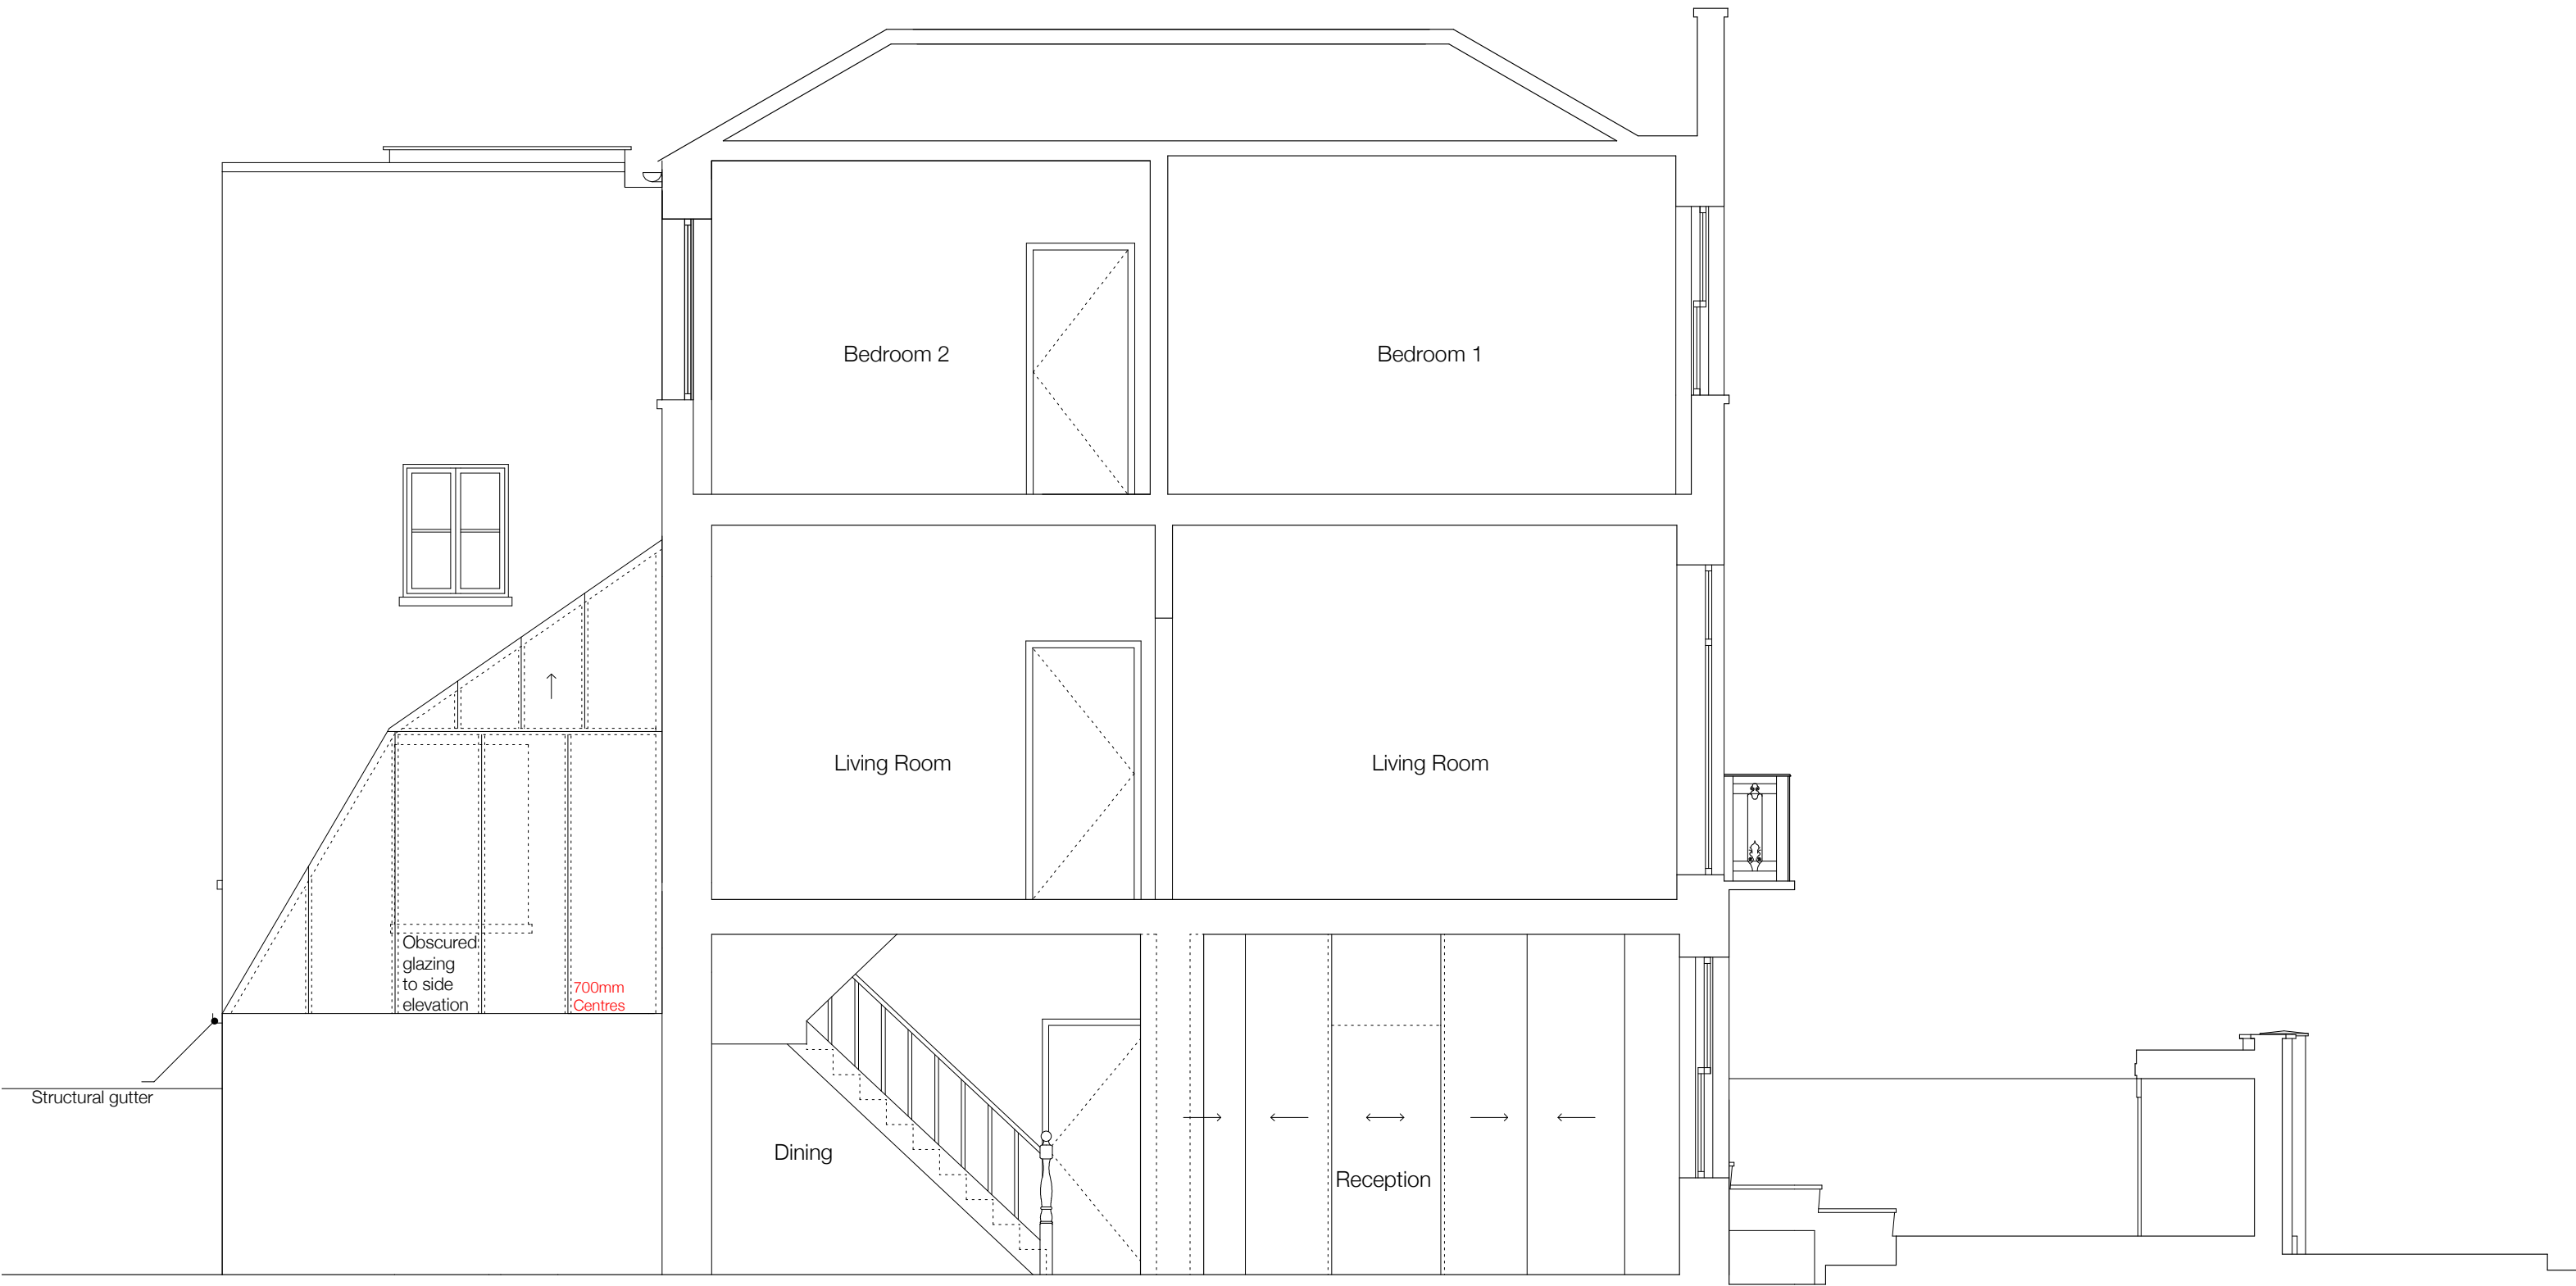 Bedroom 2
Bedroom 1
Living Room
Living Room
Obscured
glazing
to side
elevation
700mm
Centres
Structural gutter
Dining
Reception